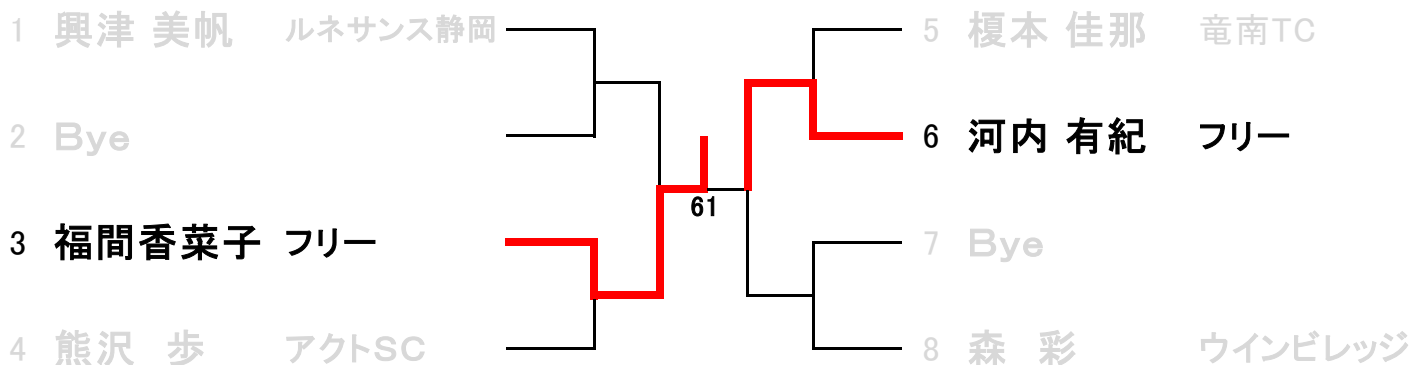 1 興津 美帆 ルネサンス静岡
2 Bye
3 福間香菜子 フリー
4 熊沢 歩 アクトSC
61
5 榎本 佳那 竜南TC
6 河内 有紀 フリー
7 Bye
8 森 彩 ウインビレッジ